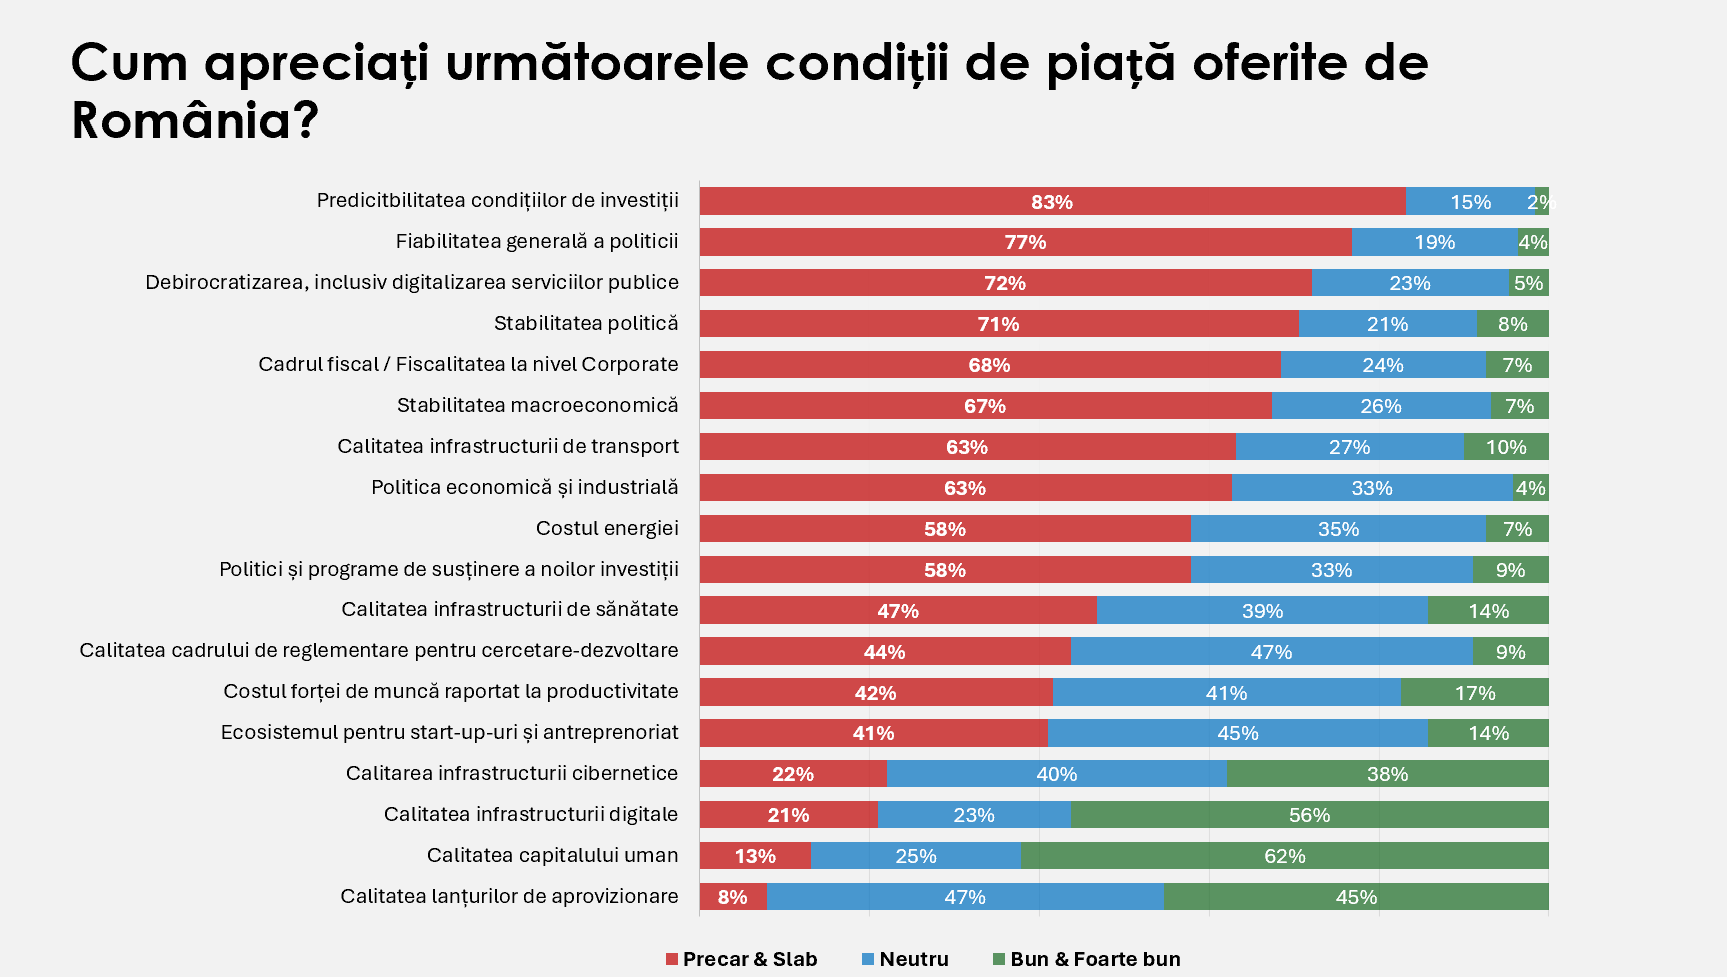 Cum apreciați următoarele condiții de piață oferite de
România?
Predicitbilitatea condițiilor de investiții 83% 15% 2%
Fiabilitatea generală a politicii 77% 19% 4%
Debirocratizarea, inclusiv digitalizarea serviciilor publice 72% 23% 5%
Stabilitatea politică 71% 21% 8%
Cadrul fiscal / Fiscalitatea la nivel Corporate 68% 24% 7%
Stabilitatea macroeconomică 67% 26% 7%
Calitatea infrastructurii de transport 63% 27% 10%
Politica economică și industrială 63% 33% 4%
Costul energiei 58% 35% 7%
Politici și programe de susținere a noilor investiții 58% 33% 9%
Calitatea infrastructurii de sănătate 47% 39% 14%
Calitatea cadrului de reglementare pentru cercetare-dezvoltare 44% 47% 9%
Costul forței de muncă raportat la productivitate 42% 41% 17%
Ecosistemul pentru start-up-uri și antreprenoriat 41% 45% 14%
Calitarea infrastructurii cibernetice 22% 40% 38%
Calitatea infrastructurii digitale 21% 23% 56%
Calitatea capitalului uman 13% 25% 62%
Calitatea lanțurilor de aprovizionare 8% 47% 45%
Precar & Slab Neutru Bun & Foarte bun